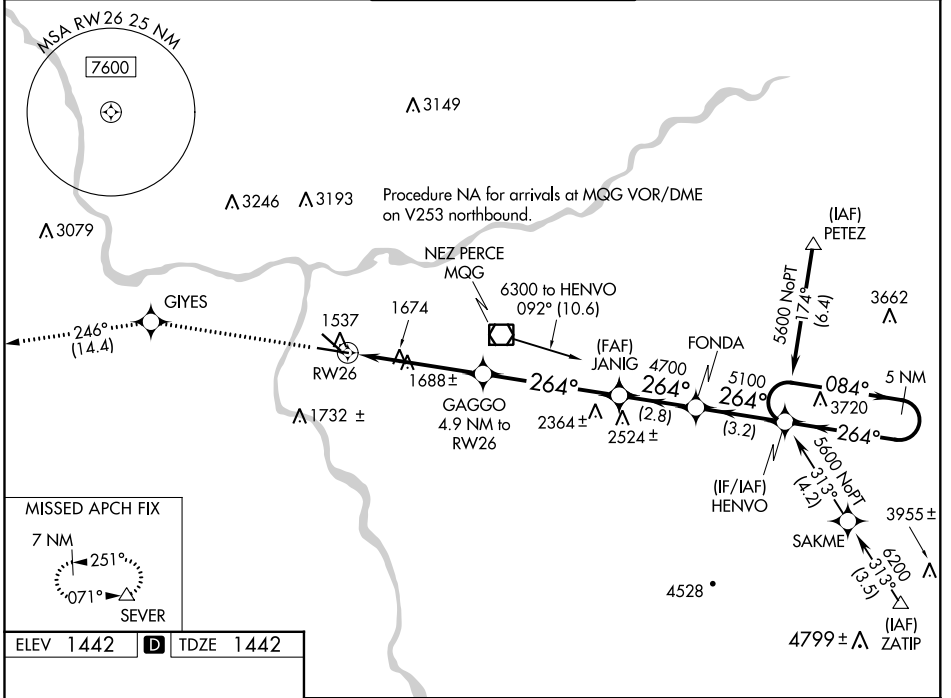 MSA RW26 25 NM
7600
3149
3246
3193
3079
Procedure NA for arrivals at MQG VOR/DME
on V253 northbound.
(IAF)
PETEZ
NEZ PERCE
MQG
6300 to HENVO
092° (10.6)
5600 NoPT
174°
(6.4)
3662
GIYES
246°
(14.4)
1537
1674
RW26
1688±
GAGGO
4.9 NM to
RW26
264°
(FAF)
JANIG
4700
264°
(2.8)
FONDA
5100
264°
(3.2)
084°
5 NM
3720
264°
1732 ±
2364±
2524±
(IF/IAF)
HENVO
5600 NoPT
313°
(4.2)
SAKME
3955±
6200
313°
(3.5)
(IAF)
ZATIP
4528
4799±
MISSED APCH FIX
7 NM
251°
071°
SEVER
ELEV 1442 D TDZE 1442